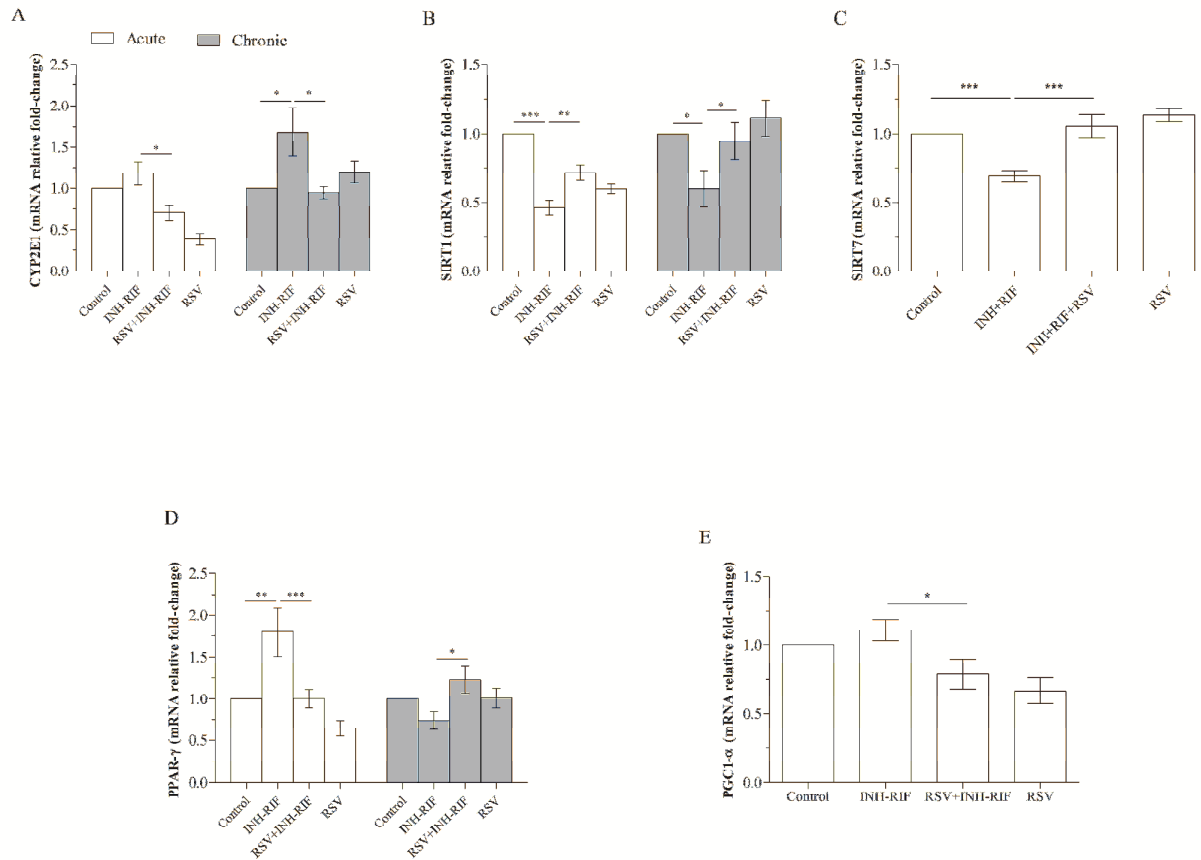 A
B
C
Acute
Chronic
CYP2E1 (mRNA relative fold-change)
2.5
2.0
1.5
1.0
0.5
0.0
*
*
*
Control
INH-RIF
RSV+INH-RIF
RSV
Control
INH-RIF
RSV+INH-RIF
RSV
SIRT1 (mRNA relative fold-change)
1.5
1.0
0.5
0.0
***
**
*
*
Control
INH-RIF
RSV+INH-RIF
RSV
Control
INH-RIF
RSV+INH-RIF
RSV
SIRT7 (mRNA relative fold-change)
1.5
1.0
0.5
0.0
***
***
Control
INH+RIF
INH+RIF+RSV
RSV
D
E
PPAR-γ (mRNA relative fold-change)
2.5
2.0
1.5
1.0
0.5
0.0
**
***
*
Control
INH-RIF
RSV+INH-RIF
RSV
Control
INH-RIF
RSV+INH-RIF
RSV
PGC1-α (mRNA relative fold-change)
1.5
1.0
0.5
0.0
*
Control
INH-RIF
RSV+INH-RIF
RSV